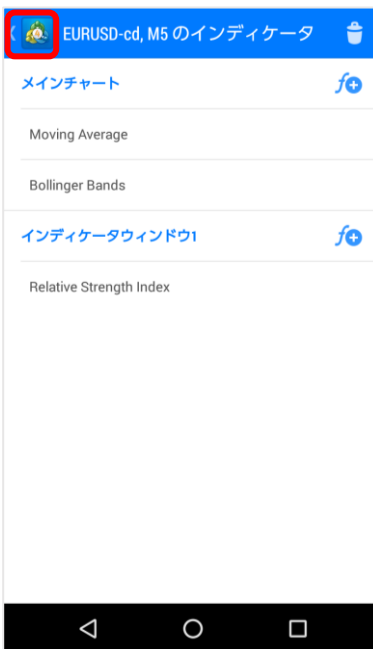 EURUSD-cd, M5 のインディケータ
メインチャート
Moving Average
Bollinger Bands
インディケータウィンドウ1
Relative Strength Index